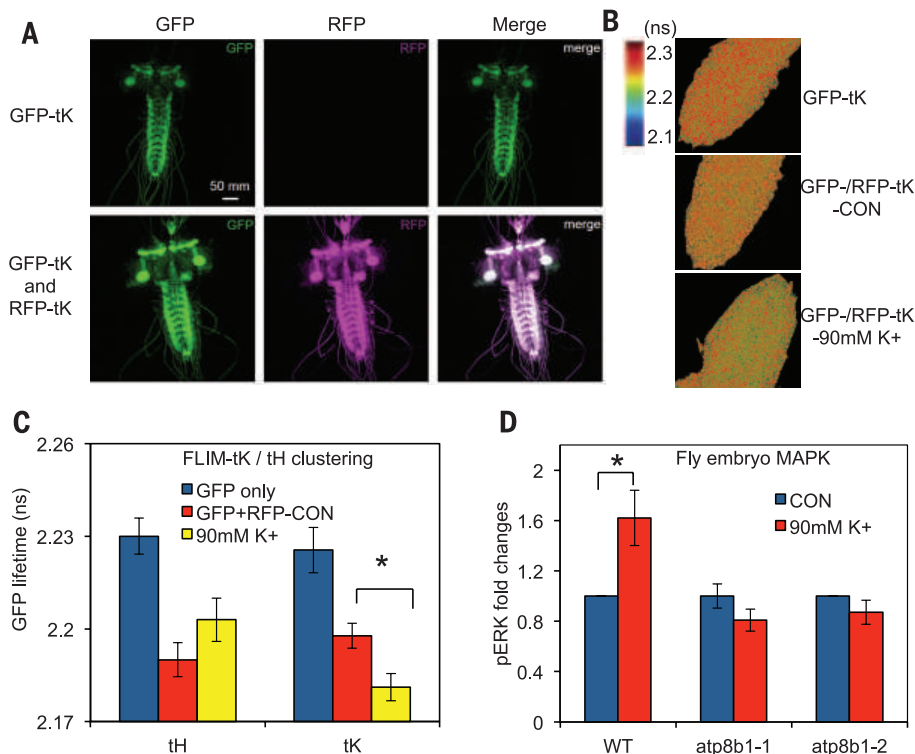 A
GFP
RFP
Merge
GFP-tK
GFP
RFP
merge
50 mm
GFP-tK
and
RFP-tK
GFP
RFP
merge
B
(ns)
2.3
2.2
2.1
GFP-tK
GFP-/RFP-tK
-CON
GFP-/RFP-tK
-90mM K+
C
FLIM-tK / tH clustering
GFP only
GFP+RFP-CON
90mM K+
*
GFP lifetime (ns)
2.26
2.23
2.2
2.17
tH
tK
D
Fly embryo MAPK
CON
90mM K+
*
pERK fold changes
2
1.6
1.2
0.8
0.4
0
WT
atp8b1-1
atp8b1-2